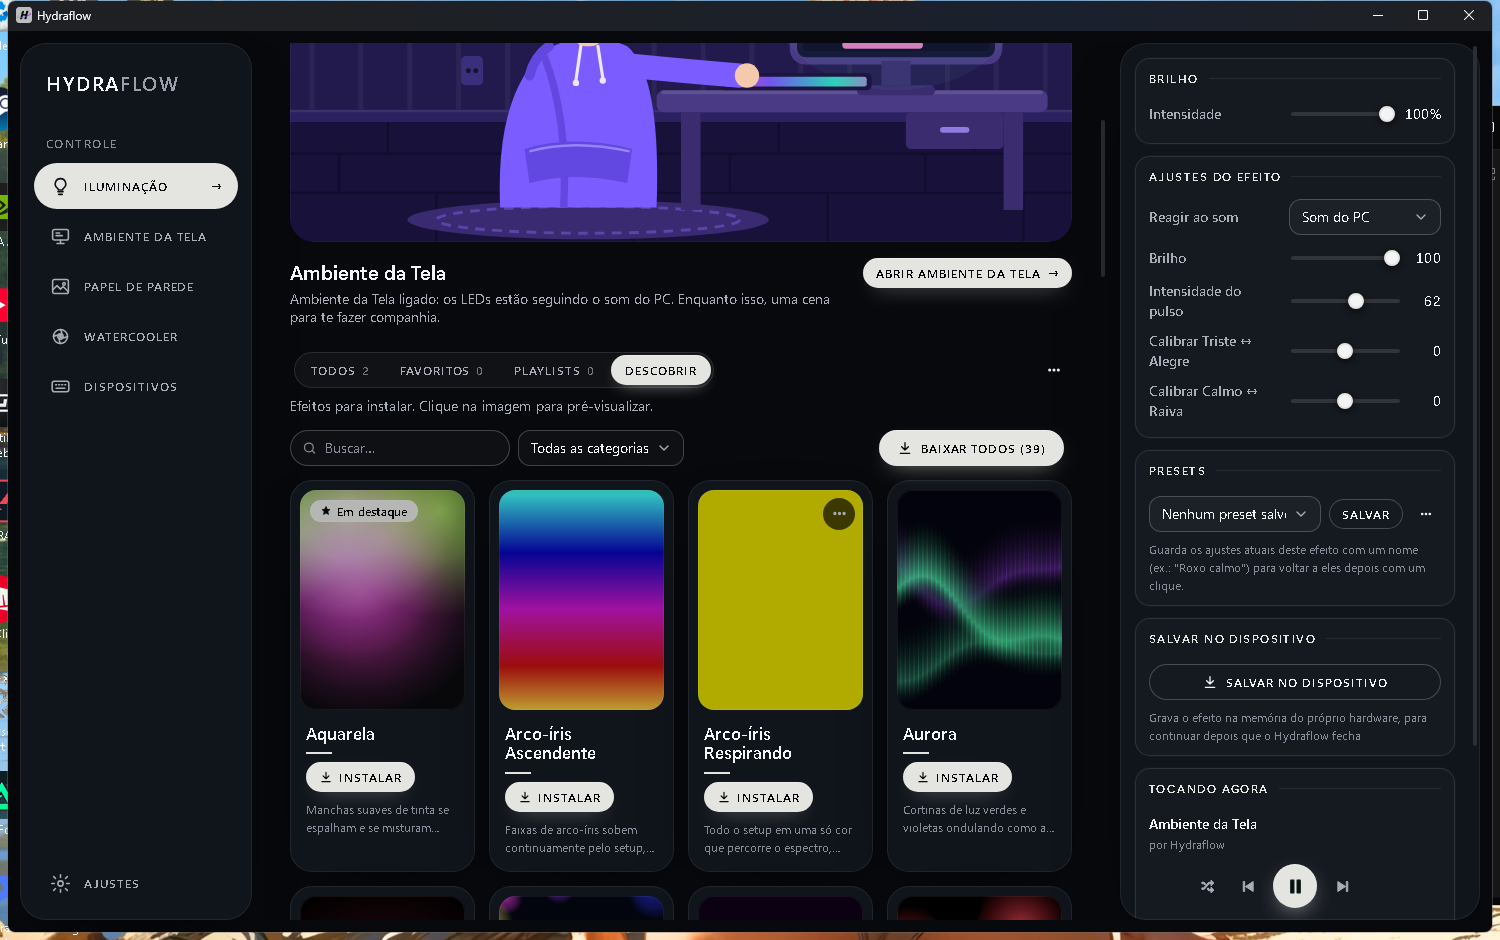 Hydraflow
HYDRAFLOW
CONTROLE
ILUMINAÇÃO
AMBIENTE DA TELA
PAPEL DE PAREDE
WATERCOOLER
DISPOSITIVOS
AJUSTES
Ambiente da Tela
ABRIR AMBIENTE DA TELA →
Ambiente da Tela ligado: os LEDs estão seguindo o som do PC. Enquanto isso, uma cena
para te fazer companhia.
TODOS 2
FAVORITOS 0
PLAYLISTS 0
DESCOBRIR
Efeitos para instalar. Clique na imagem para pré-visualizar.
Buscar...
Todas as categorias
BAIXAR TODOS (39)
Em destaque
Aquarela
INSTALAR
Manchas suaves de tinta se
espalham e se misturam...
Arco-íris
Ascendente
INSTALAR
Faixas de arco-íris sobem
continuamente pelo setup,...
Arco-íris
Respirando
INSTALAR
Todo o setup em uma só cor
que percorre o espectro,...
Aurora
INSTALAR
Cortinas de luz verdes e
violetas ondulando como a...
BRILHO
Intensidade 100%
AJUSTES DO EFEITO
Reagir ao som Som do PC
Brilho 100
Intensidade do
pulso 62
Calibrar Triste ↔
Alegre 0
Calibrar Calmo ↔
Raiva 0
PRESETS
Nenhum preset salv
SALVAR
Guarda os ajustes atuais deste efeito com um nome
(ex.: "Roxo calmo") para voltar a eles depois com um
clique.
SALVAR NO DISPOSITIVO
SALVAR NO DISPOSITIVO
Grava o efeito na memória do próprio hardware, para
continuar depois que o Hydraflow fecha
TOCANDO AGORA
Ambiente da Tela
por Hydraflow